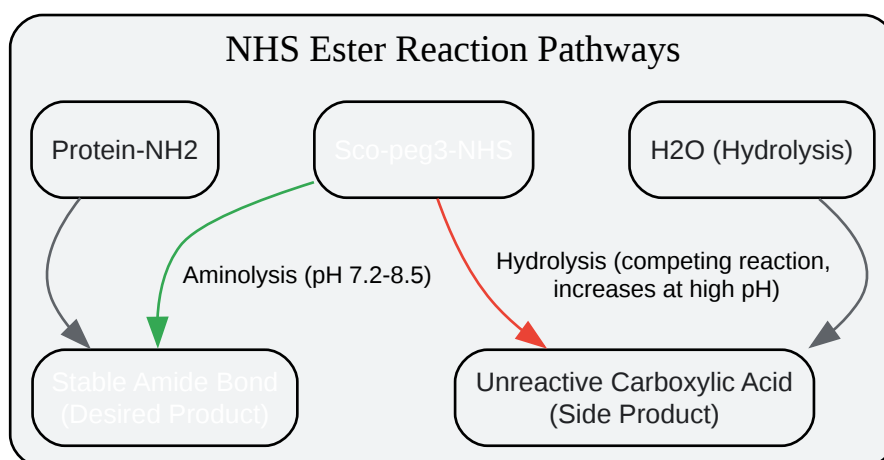 NHS Ester Reaction Pathways
Protein-NH2
Sco-peg3-NHS
H2O (Hydrolysis)
Aminolysis (pH 7.2-8.5)
Hydrolysis (competing reaction,
increases at high pH)
Stable Amide Bond
(Desired Product)
Unreactive Carboxylic Acid
(Side Product)